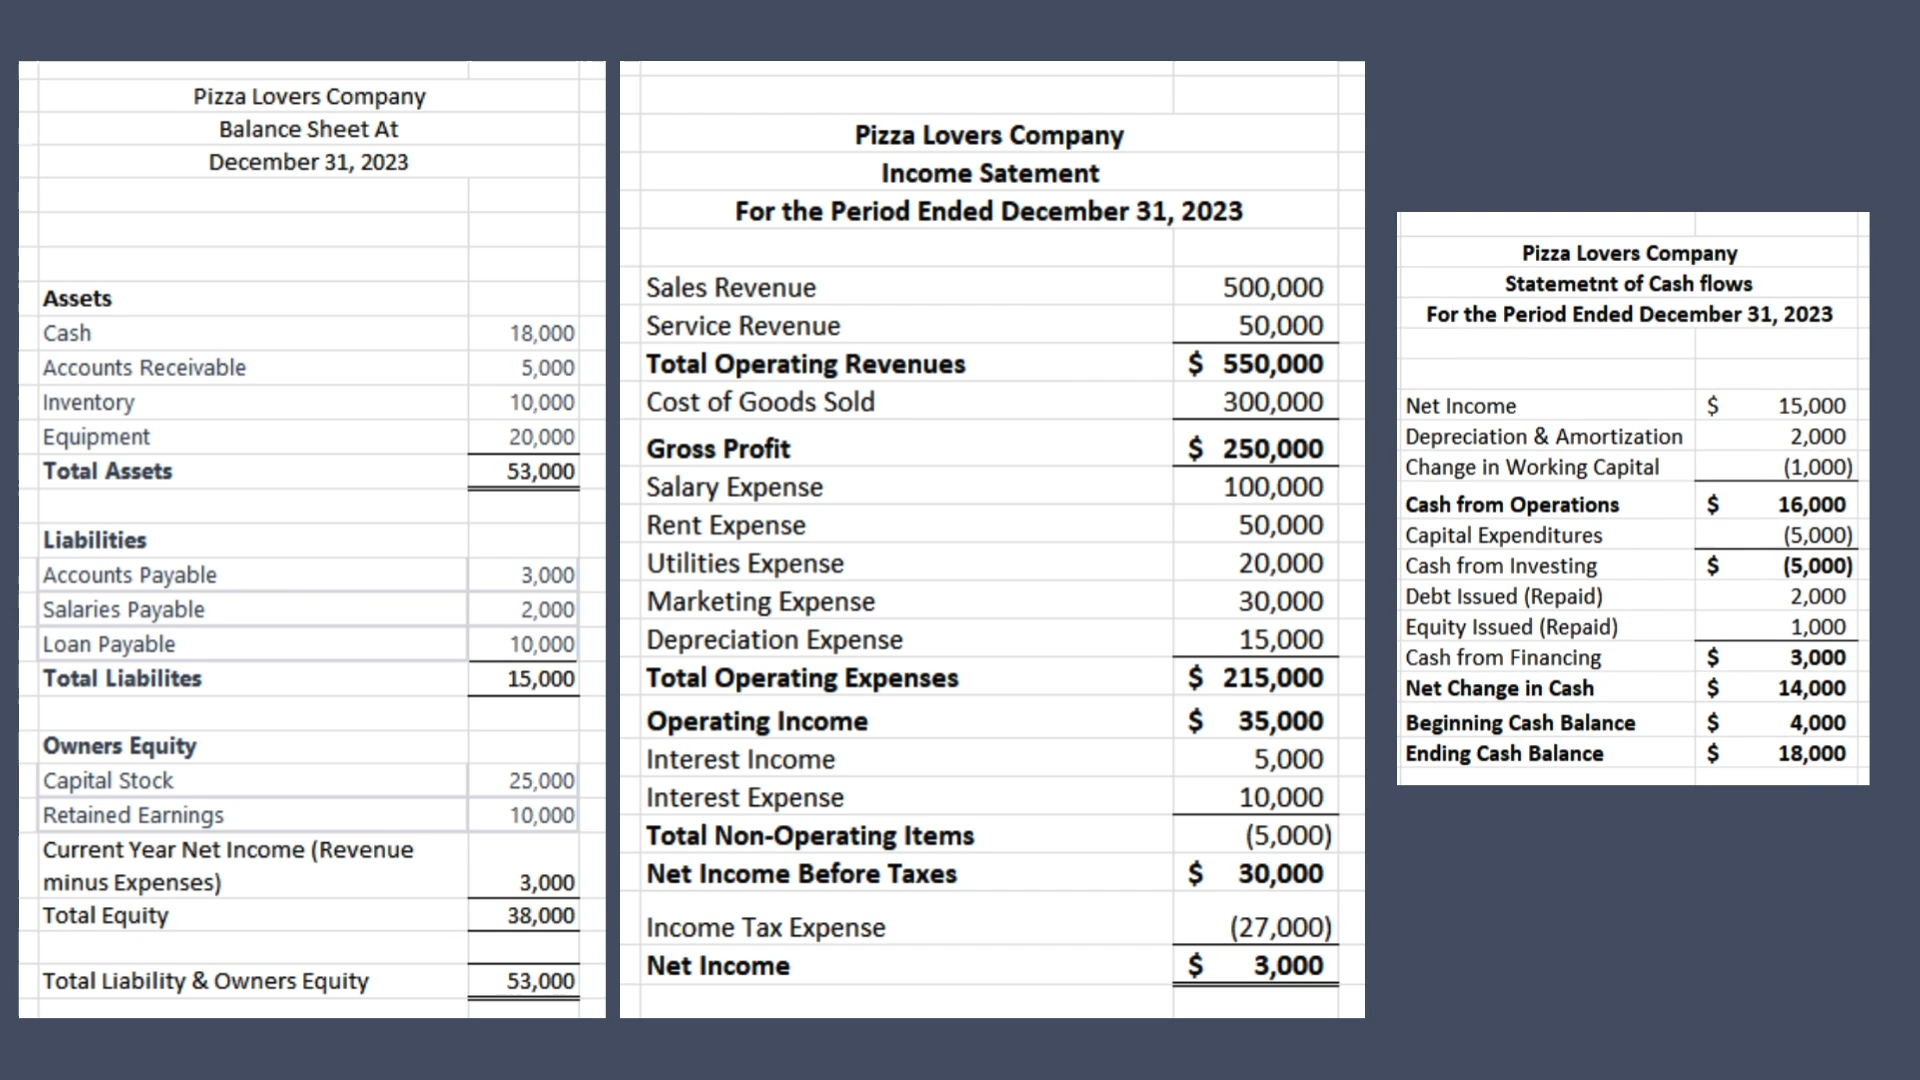 Pizza Lovers Company
Balance Sheet At
December 31, 2023
Assets
Cash 18,000
Accounts Receivable 5,000
Inventory 10,000
Equipment 20,000
Total Assets 53,000
Liabilities
Accounts Payable 3,000
Salaries Payable 2,000
Loan Payable 10,000
Total Liabilites 15,000
Owners Equity
Capital Stock 25,000
Retained Earnings 10,000
Current Year Net Income (Revenue
minus Expenses) 3,000
Total Equity 38,000
Total Liability & Owners Equity 53,000
Pizza Lovers Company
Income Satement
For the Period Ended December 31, 2023
Sales Revenue 500,000
Service Revenue 50,000
Total Operating Revenues $ 550,000
Cost of Goods Sold 300,000
Gross Profit $ 250,000
Salary Expense 100,000
Rent Expense 50,000
Utilities Expense 20,000
Marketing Expense 30,000
Depreciation Expense 15,000
Total Operating Expenses $ 215,000
Operating Income $ 35,000
Interest Income 5,000
Interest Expense 10,000
Total Non-Operating Items (5,000)
Net Income Before Taxes $ 30,000
Income Tax Expense (27,000)
Net Income $ 3,000
Pizza Lovers Company
Statemetnt of Cash flows
For the Period Ended December 31, 2023
Net Income $ 15,000
Depreciation & Amortization 2,000
Change in Working Capital (1,000)
Cash from Operations $ 16,000
Capital Expenditures (5,000)
Cash from Investing $ (5,000)
Debt Issued (Repaid) 2,000
Equity Issued (Repaid) 1,000
Cash from Financing $ 3,000
Net Change in Cash $ 14,000
Beginning Cash Balance $ 4,000
Ending Cash Balance $ 18,000